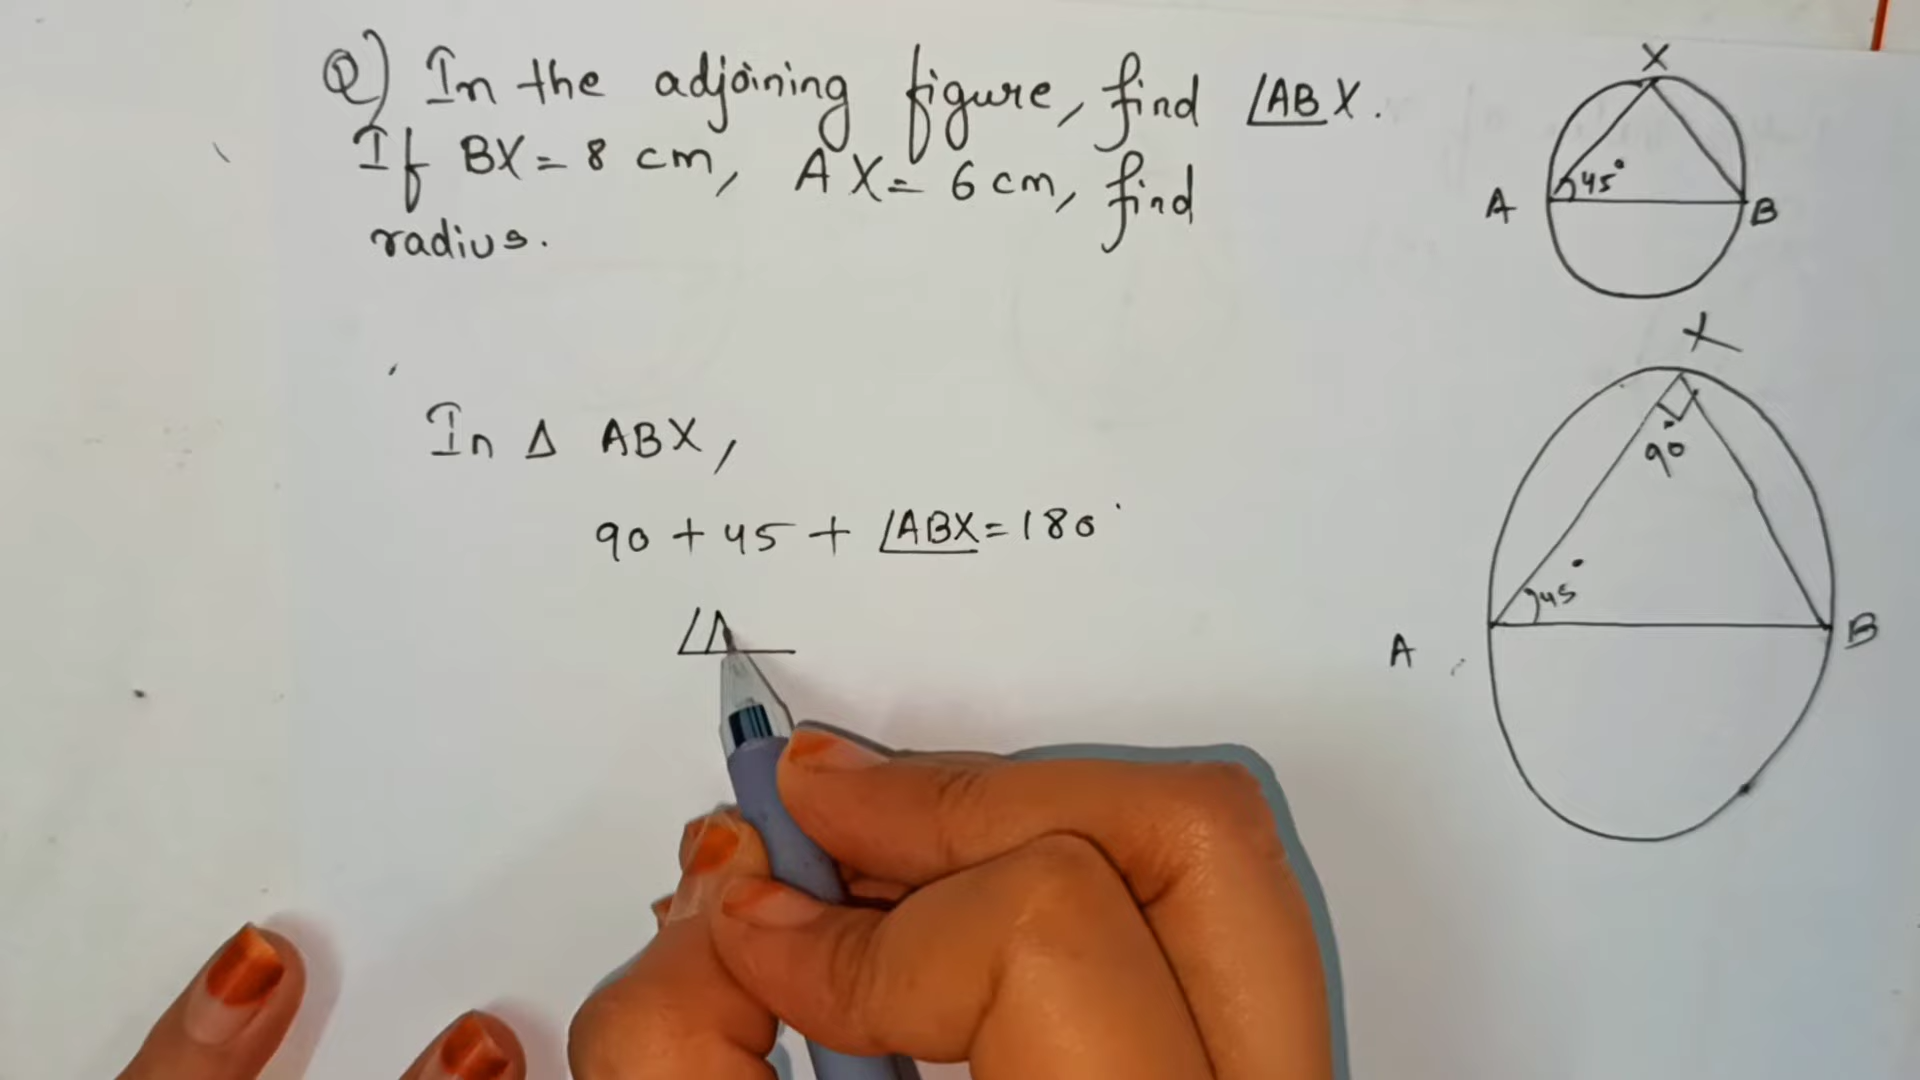 Q) In the adjoining figure, find ∠ABX.
If BX = 8 cm, AX = 6 cm, find
radius.
X
45°
A
B
In Δ ABX,
90 + 45 + ∠ABX = 180°
∠A
X
90°
45°
A
B